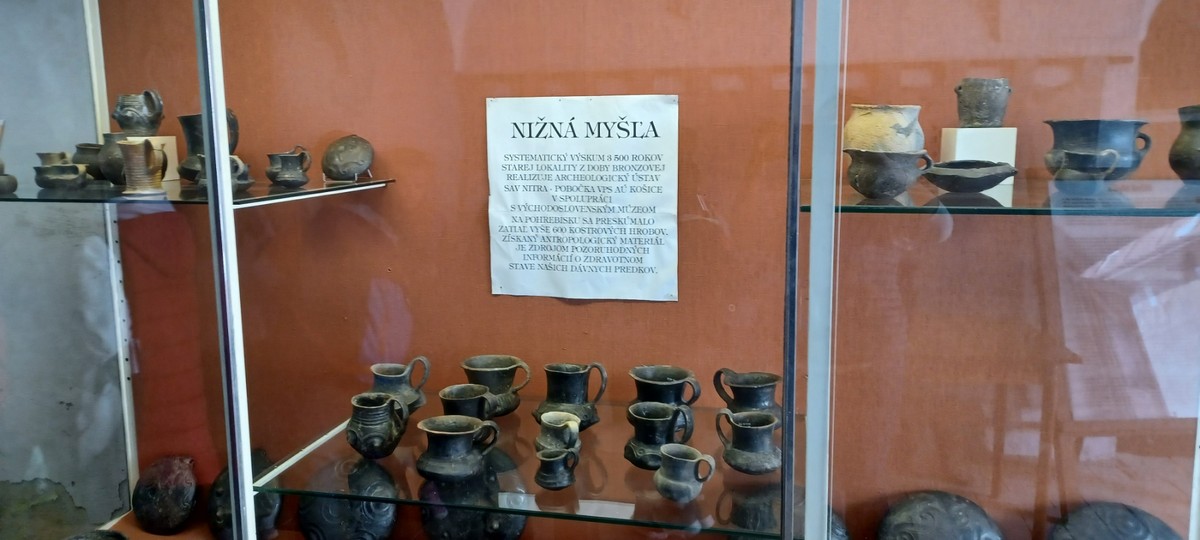 NIŽNÁ MYŠĽA
SYSTEMATICKÝ VÝSKUM 3 500 ROKOV
STAREJ LOKALITY Z DOBY BRONZOVEJ
REALIZUJE ARCHEOLOGICKÝ ÚSTAV
SAV NITRA - POBOČKA VPS AÚ KOŠICE
V SPOLUPRÁCI
S VÝCHODOSLOVENSKÝM MÚZEOM
NA POHREBISKU SA PRESKÚMALO
ZATIAĽ VYŠE 600 KOSTROVÝCH HROBOV.
ZÍSKANÝ ANTROPOLOGICKÝ MATERIÁL
JE ZDROJOM POZORUHODNÝCH
INFORMÁCIÍ O ZDRAVOTNOM
STAVE NAŠICH DÁVNYCH PREDKOV.